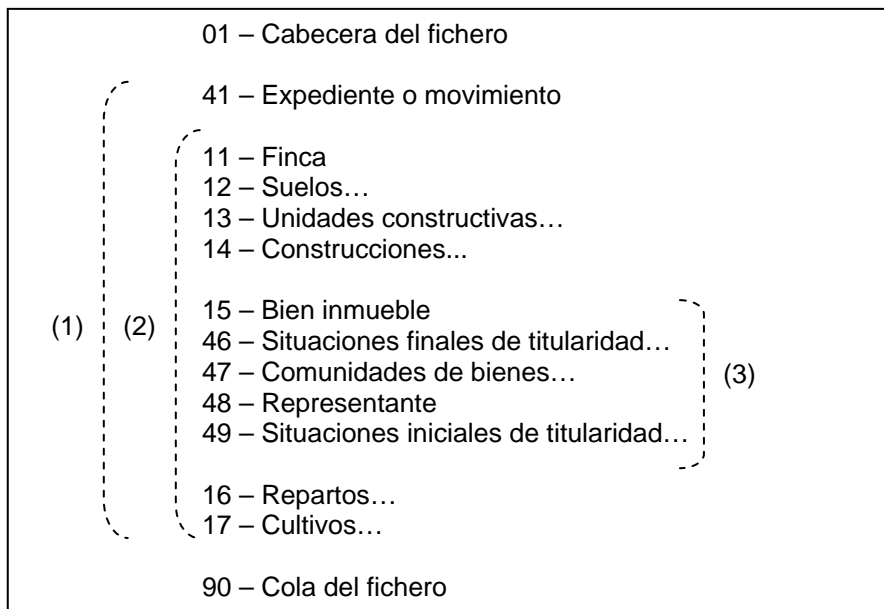 01 – Cabecera del fichero
41 – Expediente o movimiento
11 – Finca
12 – Suelos…
13 – Unidades constructivas…
14 – Construcciones...
15 – Bien inmueble
(1) (2) 46 – Situaciones finales de titularidad…
47 – Comunidades de bienes… (3)
48 – Representante
49 – Situaciones iniciales de titularidad…
16 – Repartos…
17 – Cultivos…
90 – Cola del fichero